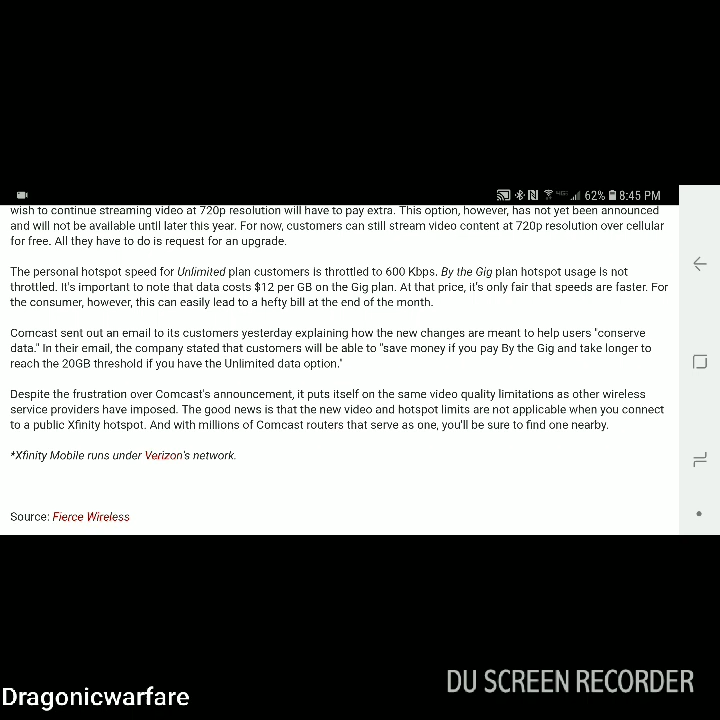 62% 8:45 PM
wish to continue streaming video at 720p resolution will have to pay extra. This option, however, has not yet been announced
and will not be available until later this year. For now, customers can still stream video content at 720p resolution over cellular
for free. All they have to do is request for an upgrade.
The personal hotspot speed for Unlimited plan customers is throttled to 600 Kbps. By the Gig plan hotspot usage is not
throttled. It's important to note that data costs $12 per GB on the Gig plan. At that price, it's only fair that speeds are faster. For
the consumer, however, this can easily lead to a hefty bill at the end of the month.
Comcast sent out an email to its customers yesterday explaining how the new changes are meant to help users "conserve
data." In their email, the company stated that customers will be able to "save money if you pay By the Gig and take longer to
reach the 20GB threshold if you have the Unlimited data option."
Despite the frustration over Comcast's announcement, it puts itself on the same video quality limitations as other wireless
service providers have imposed. The good news is that the new video and hotspot limits are not applicable when you connect
to a public Xfinity hotspot. And with millions of Comcast routers that serve as one, you'll be sure to find one nearby.
*Xfinity Mobile runs under Verizon's network.
Source: Fierce Wireless
DU SCREEN RECORDER
Dragonicwarfare